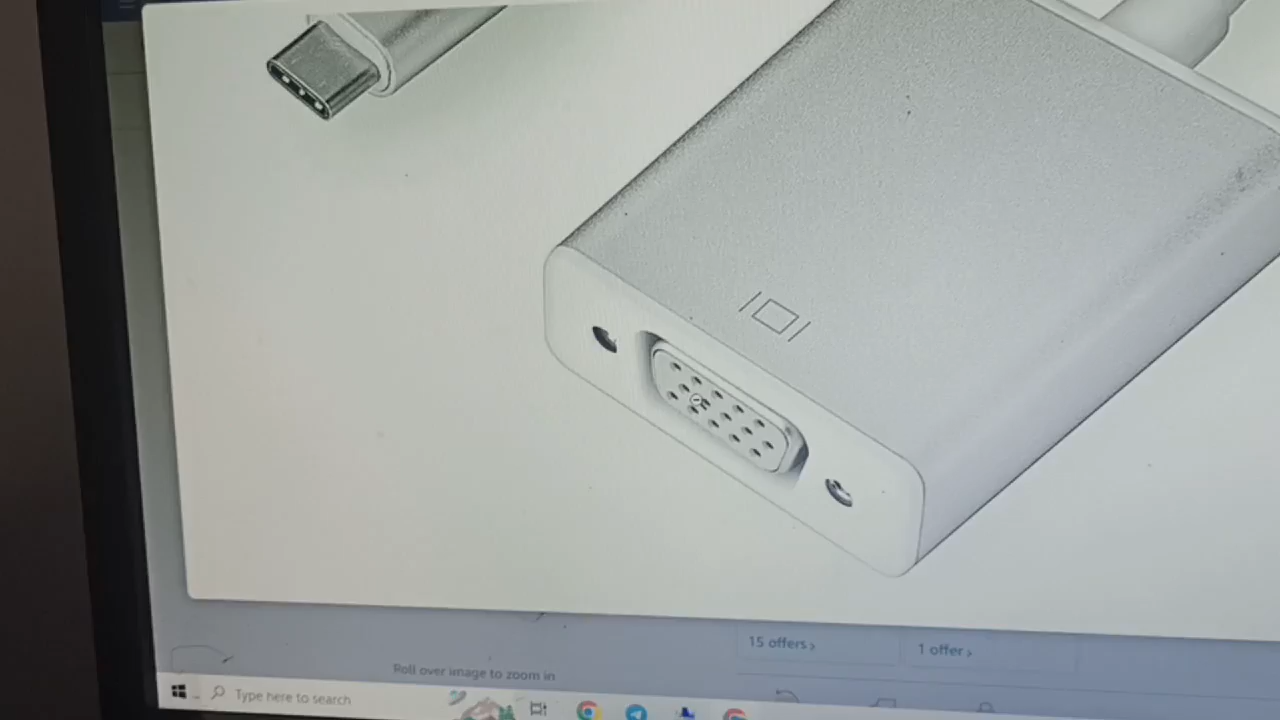 15 offers›
1 offer›
Roll over image to zoom in
Type here to search